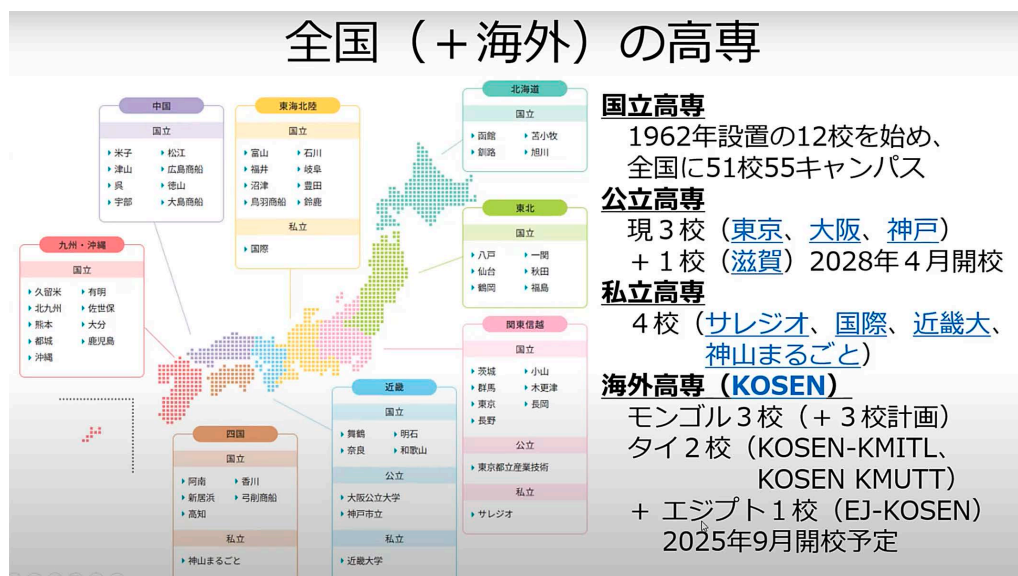 全国（＋海外）の高専
北海道
国立
函館 苫小牧
釧路 旭川
東北
国立
八戸 一関
仙台 秋田
鶴岡 福島
関東信越
国立
茨城 小山
群馬 木更津
東京 長岡
長野
公立
東京都立産業技術
私立
サレジオ
東海北陸
国立
富山 石川
福井 岐阜
沼津 豊田
鳥羽商船 鈴鹿
私立
国際
近畿
国立
舞鶴 明石
奈良 和歌山
公立
大阪公立大学
神戸市立
私立
近畿大学
中国
国立
米子 松江
津山 広島商船
呉 徳山
宇部 大島商船
四国
国立
阿南 香川
新居浜 弓削商船
高知
私立
神山まるごと
九州・沖縄
国立
久留米 有明
北九州 佐世保
熊本 大分
都城 鹿児島
沖縄
国立高専
1962年設置の12校を始め、
全国に51校55キャンパス
公立高専
現３校（東京、大阪、神戸）
＋１校（滋賀）2028年４月開校
私立高専
４校（サレジオ、国際、近畿大、
神山まるごと）
海外高専（KOSEN）
モンゴル３校（＋３校計画）
タイ２校（KOSEN-KMITL、
KOSEN KMUTT）
＋ エジプト１校（EJ-KOSEN）
2025年9月開校予定